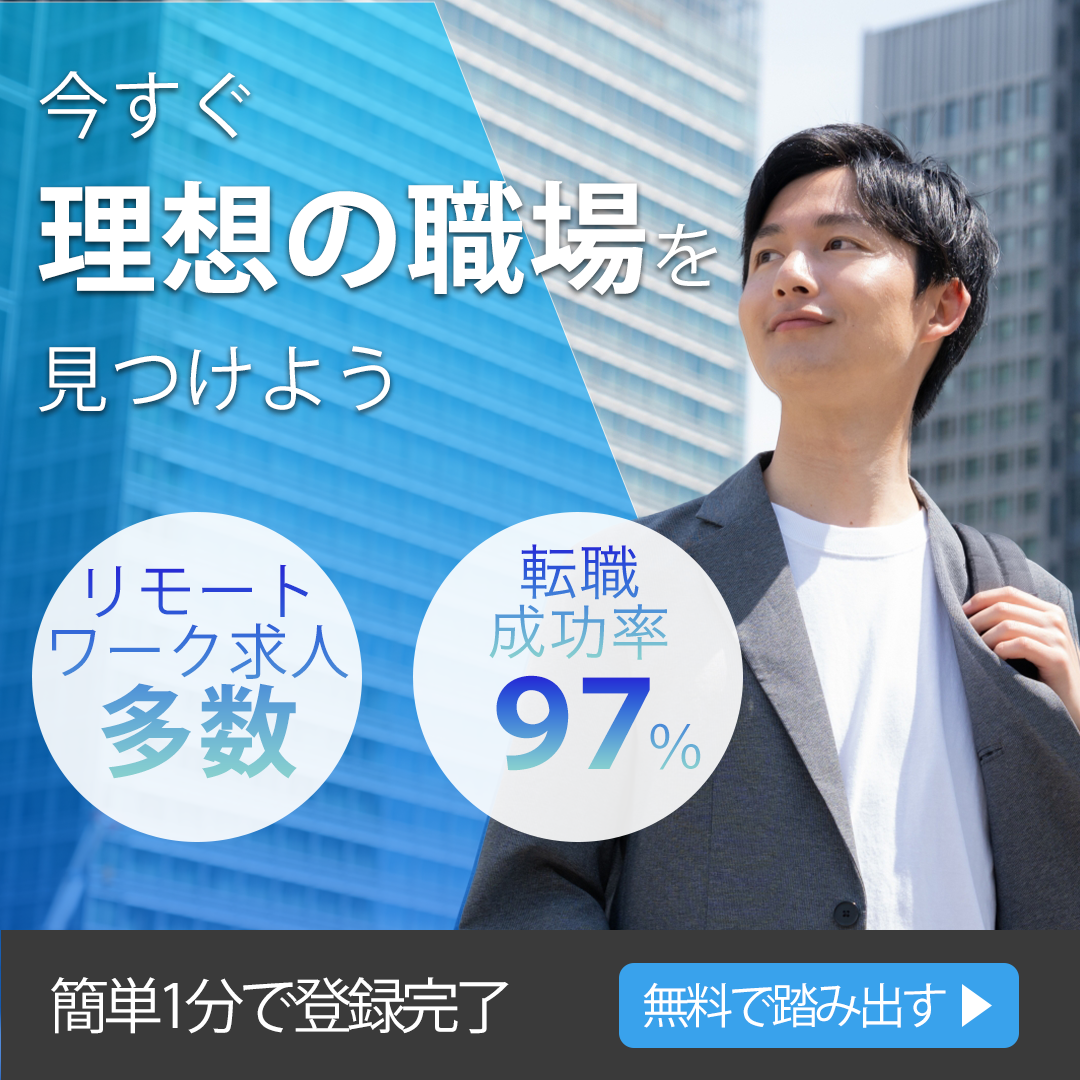 今すぐ
理想の職場を
見つけよう
リモート
ワーク求人
多数
転職
成功率
97%
簡単1分で登録完了
無料で踏み出す ▶